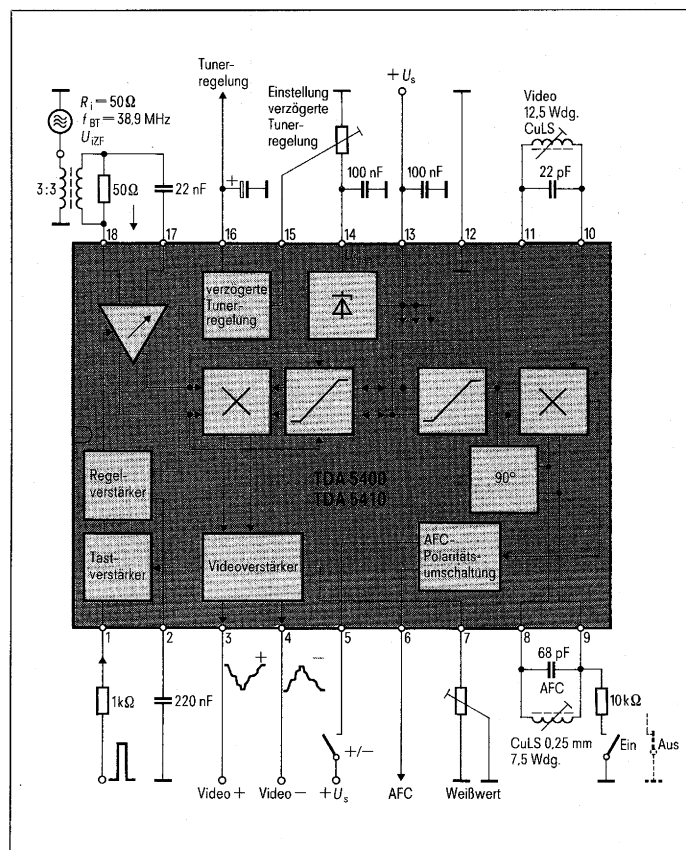 R_i = 50Ω
f_BT = 38,9 MHz
U_iZF
3:3
50Ω
22 nF
Tuner-
regelung
+
Einstellung
verzögerte
Tuner-
regelung
100 nF
+U_s
100 nF
Video
12,5 Wdg.
CuLS
22 pF
18
17
16
15
14
13
12
11
10
verzögerte
Tuner-
regelung
TDA 5400
TDA 5410
90°
Regel-
verstärker
Tast-
verstärker
Videoverstärker
AFC-
Polaritäts-
umschaltung
1
2
3
4
5
6
7
8
9
1kΩ
220 nF
+
−
+/−
68 pF
AFC
CuLS 0,25 mm
7,5 Wdg.
10kΩ
Ein
Aus
Video +
Video −
+U_s
AFC
Weißwert